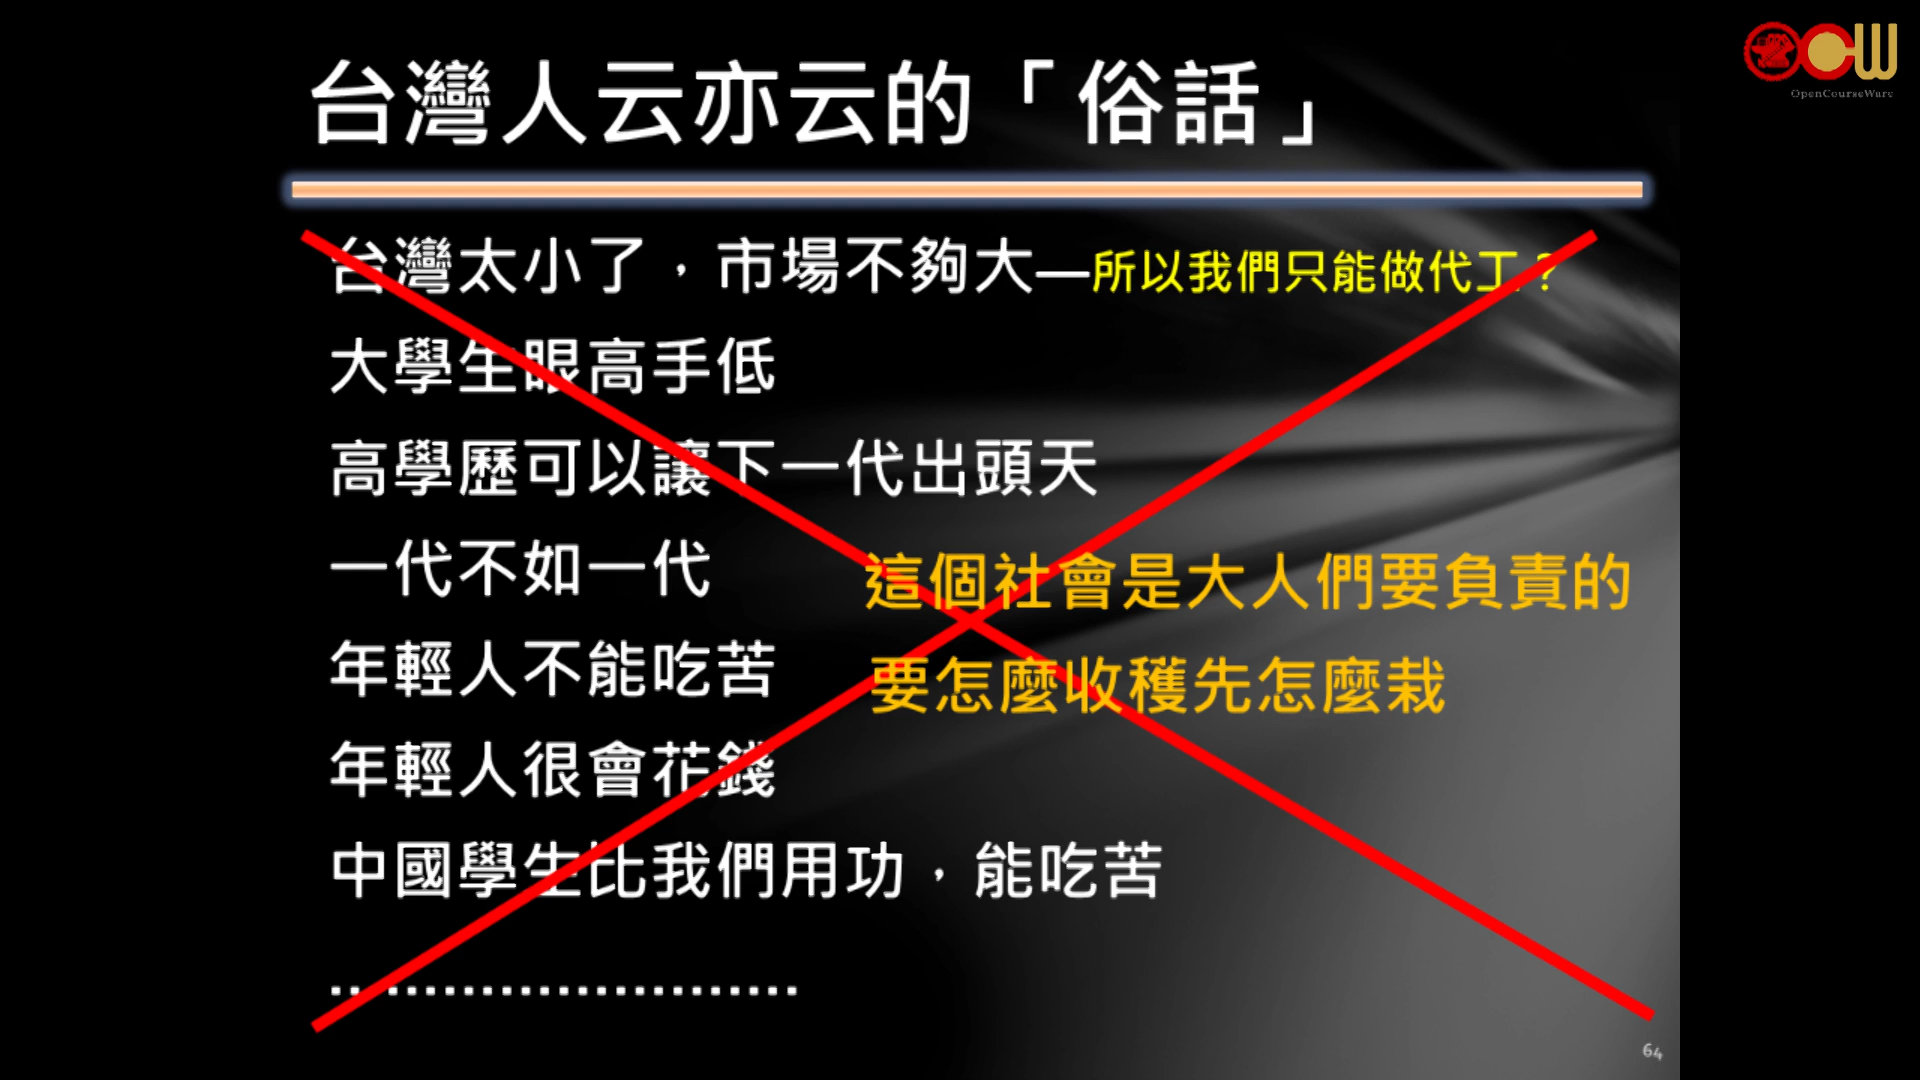 台灣人云亦云的「俗話」
OpenCourseWare
台灣太小了，市場不夠大—所以我們只能做代工？
大學生眼高手低
高學歷可以讓下一代出頭天
一代不如一代
這個社會是大人們要負責的
年輕人不能吃苦
要怎麼收穫先怎麼栽
年輕人很會花錢
中國學生比我們用功，能吃苦
........................
64